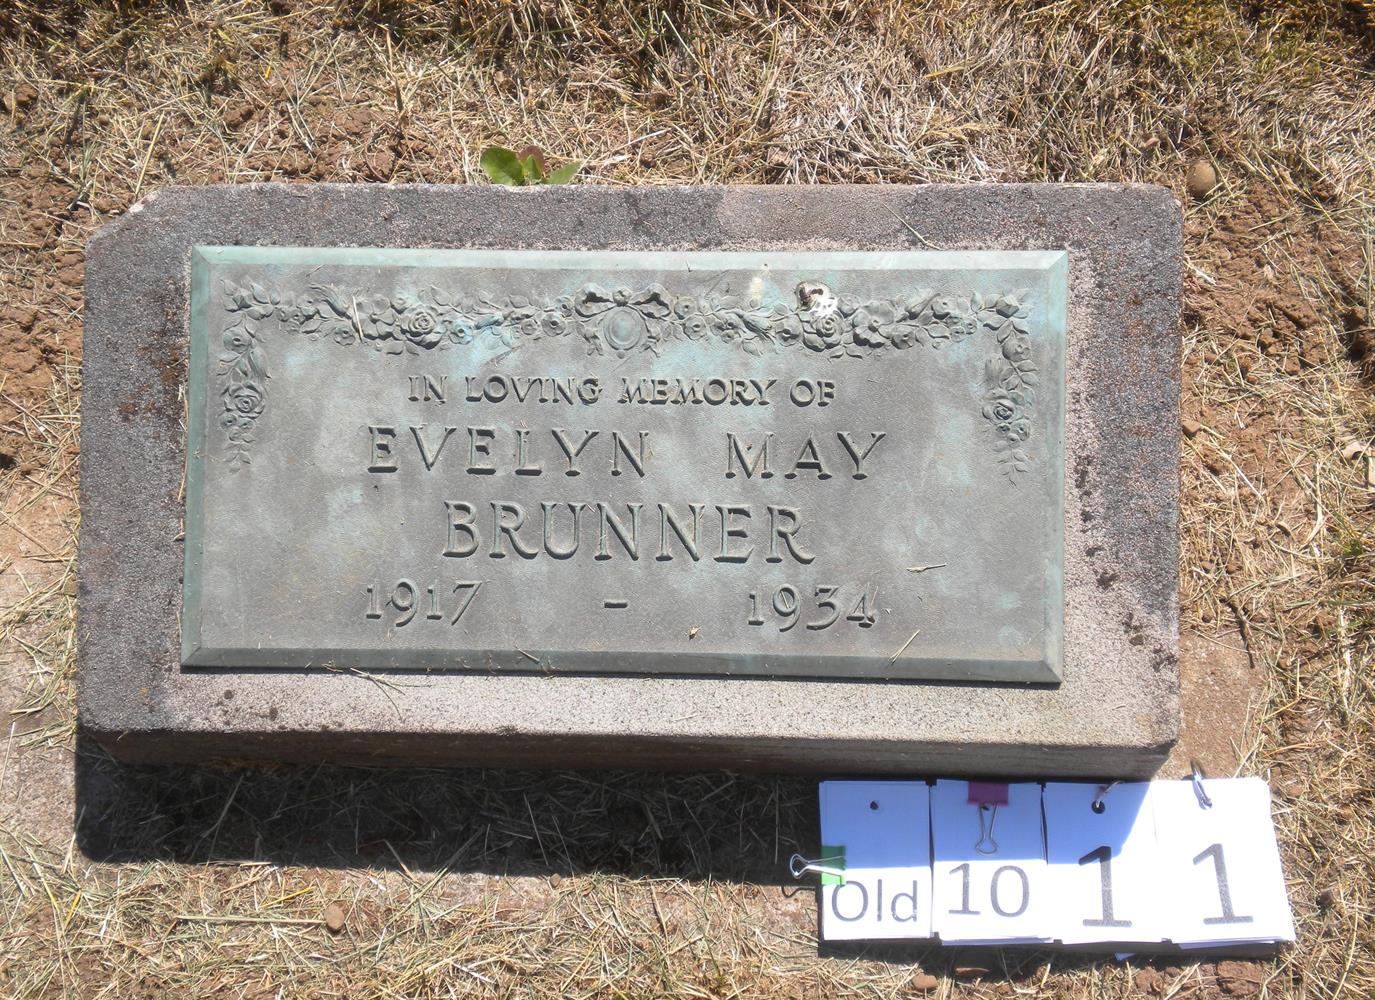 IN LOVING MEMORY OF
EVELYN MAY
BRUNNER
1917 - 1934
Old 10 1 1